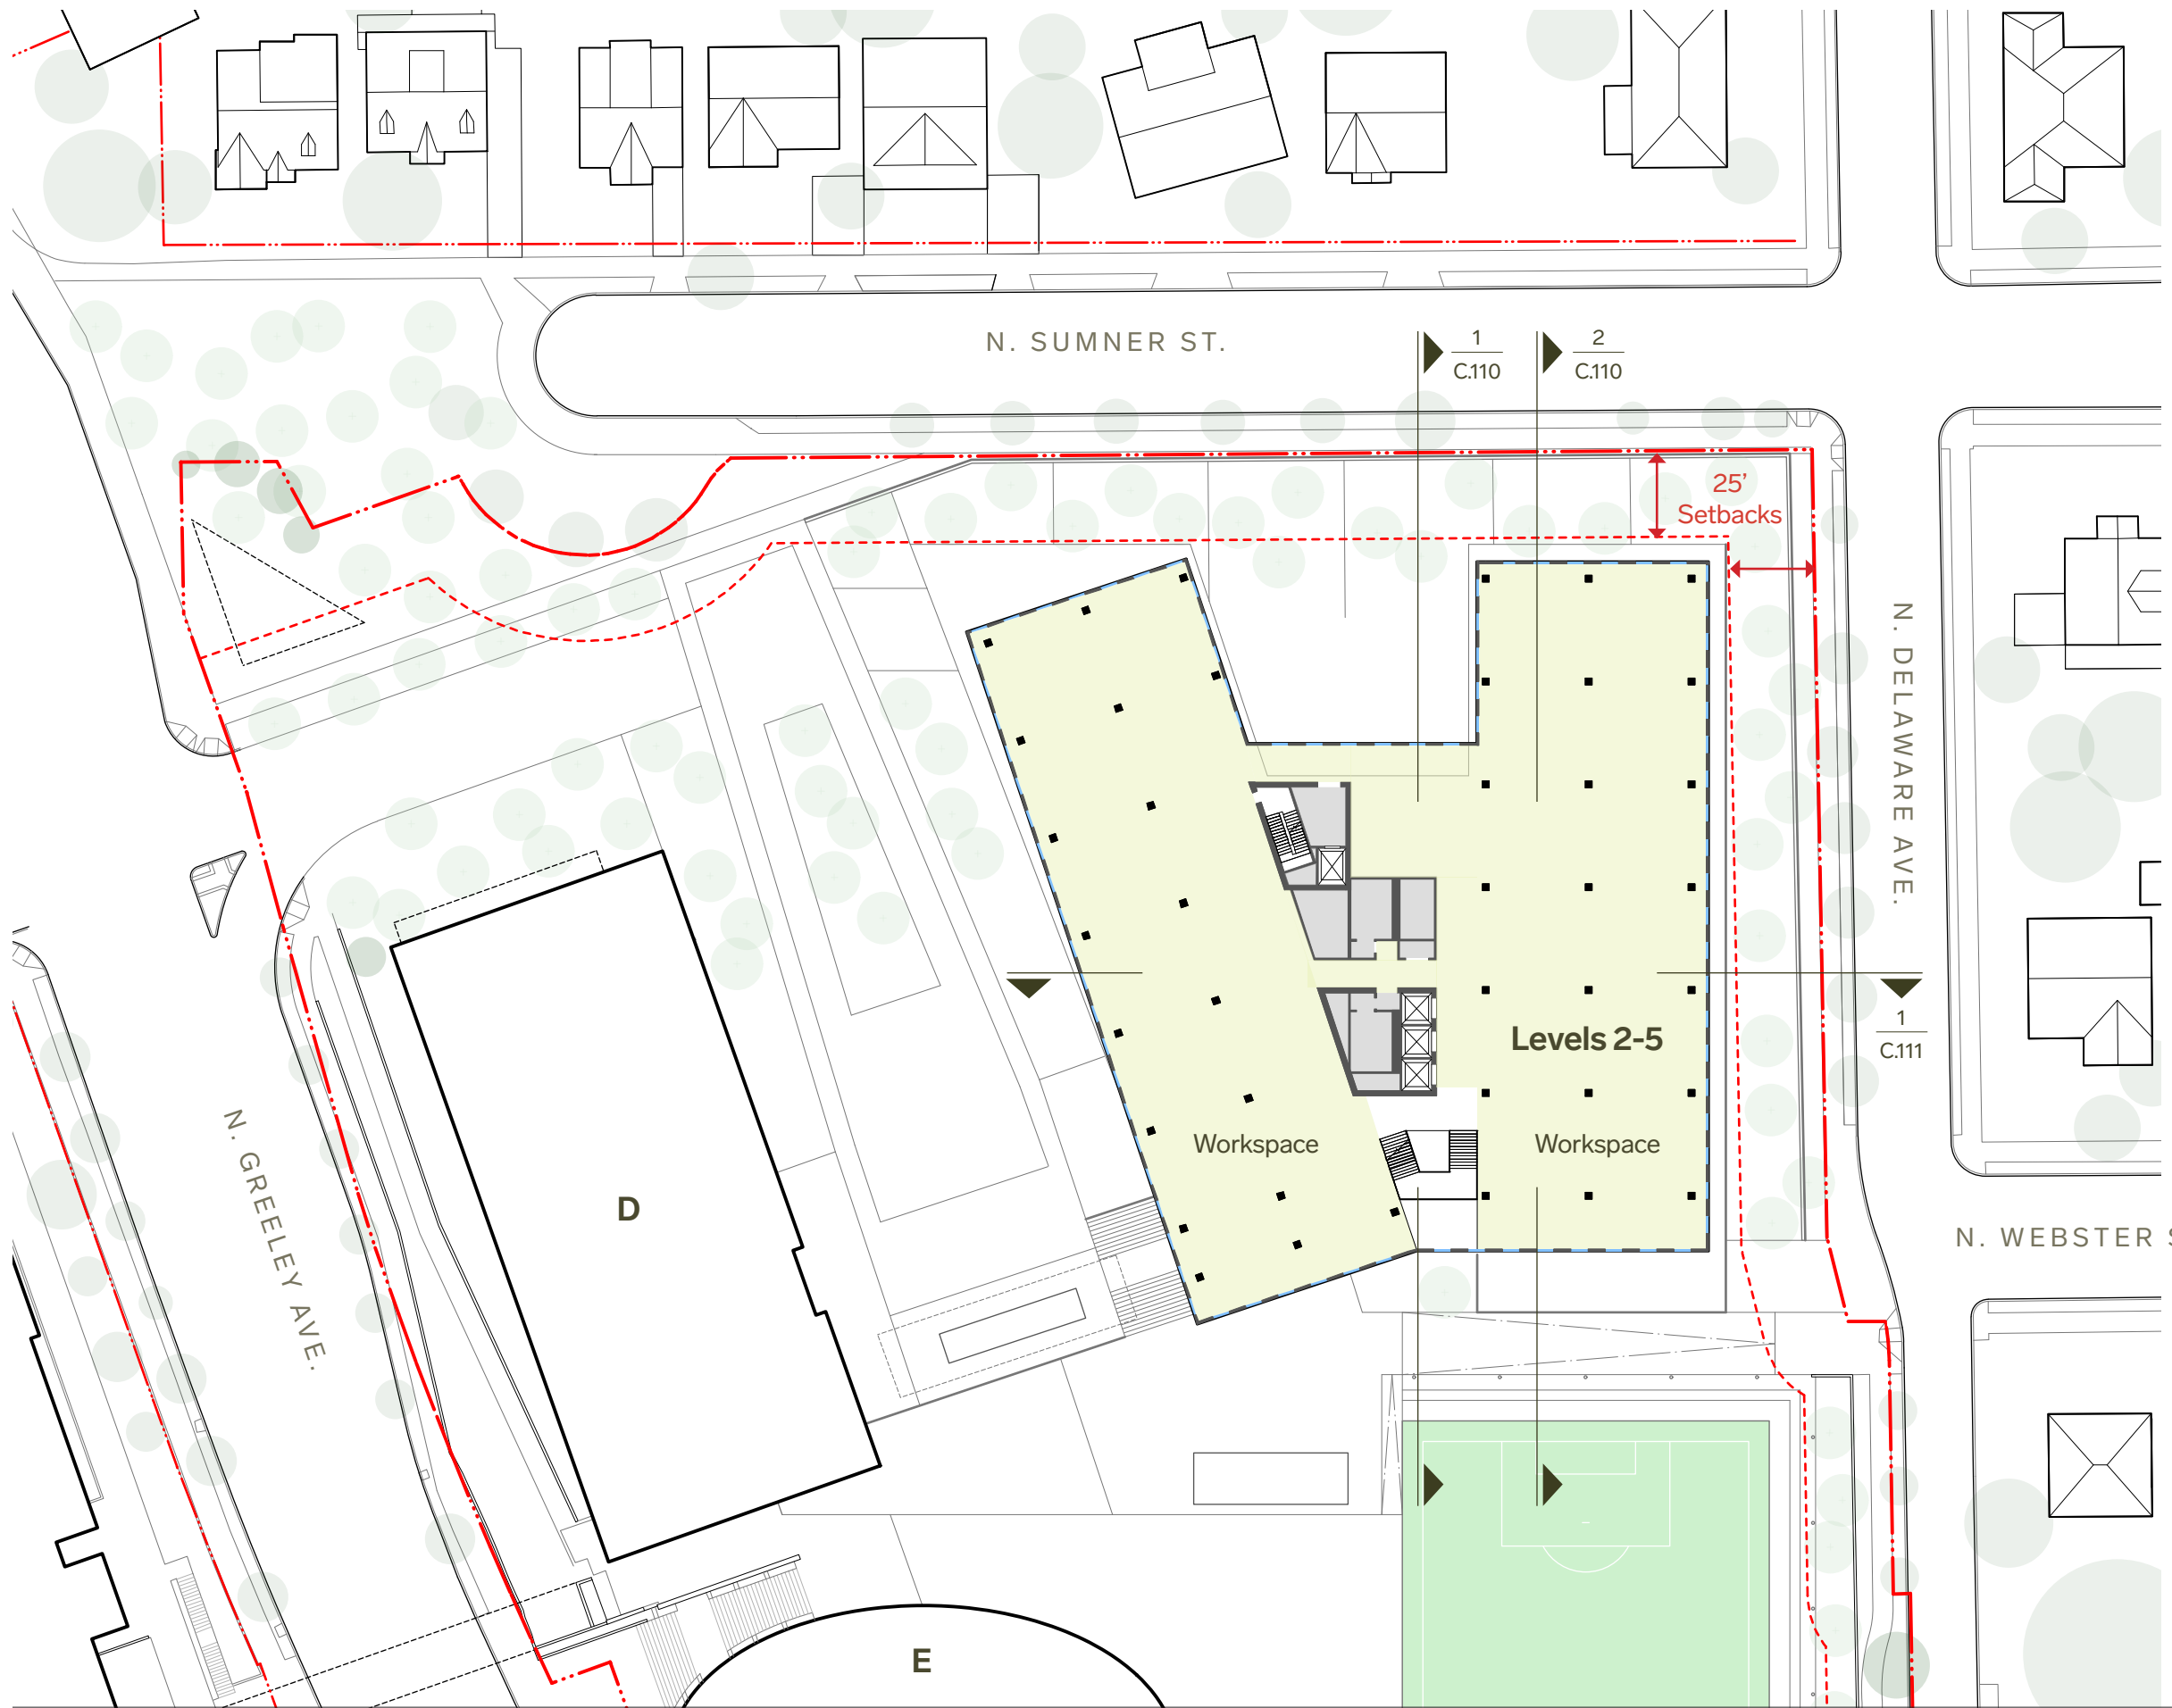 N. SUMNER ST.
1
C.110
2
C.110
25’
Setbacks
N. DELAWARE AVE.
Levels 2-5
1
C.111
Workspace
Workspace
N. GREELEY AVE.
D
N. WEBSTER
E